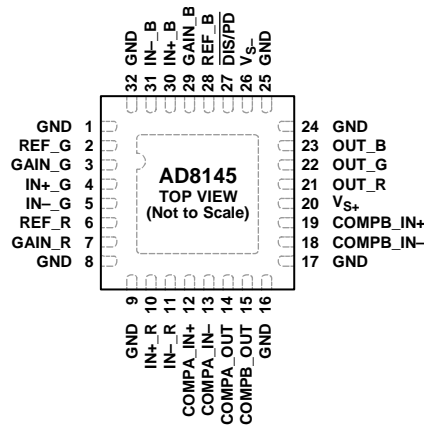 32 GND
31 IN–_B
30 IN+_B
29 GAIN_B
28 REF_B
27 DIS/PD
26 VS–
25 GND
GND 1
REF_G 2
GAIN_G 3
IN+_G 4
IN–_G 5
REF_R 6
GAIN_R 7
GND 8
AD8145
TOP VIEW
(Not to Scale)
24 GND
23 OUT_B
22 OUT_G
21 OUT_R
20 VS+
19 COMPB_IN+
18 COMPB_IN–
17 GND
GND 9
IN+_R 10
IN–_R 11
COMPA_IN+ 12
COMPA_IN– 13
COMPA_OUT 14
COMPB_OUT 15
GND 16